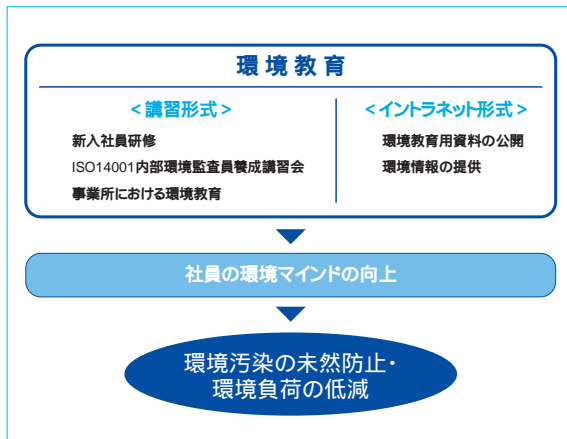 環境教育
＜講習形式＞
新入社員研修
ISO14001内部環境監査員養成講習会
事業所における環境教育
＜イントラネット形式＞
環境教育用資料の公開
環境情報の提供
社員の環境マインドの向上
環境汚染の未然防止・
環境負荷の低減